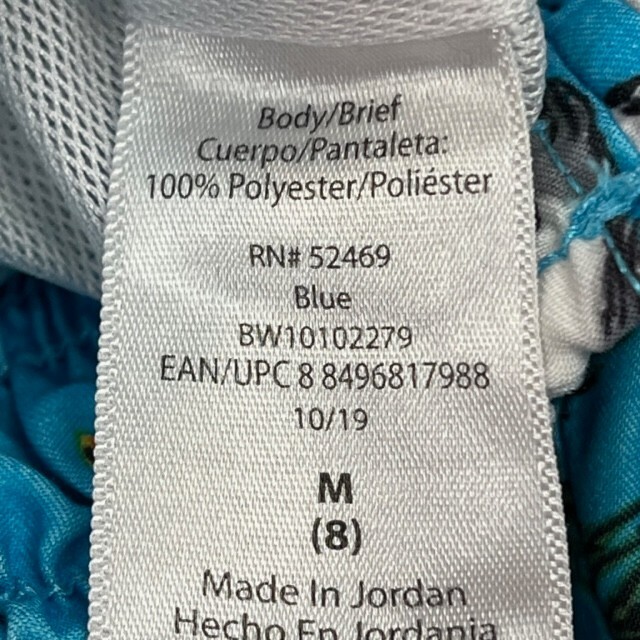 Body/Brief
Cuerpo/Pantaleta:
100% Polyester/Poliéster
RN# 52469
Blue
BW10102279
EAN/UPC 8 8496817988
10/19
M
(8)
Made In Jordan
Hecho En Jordania